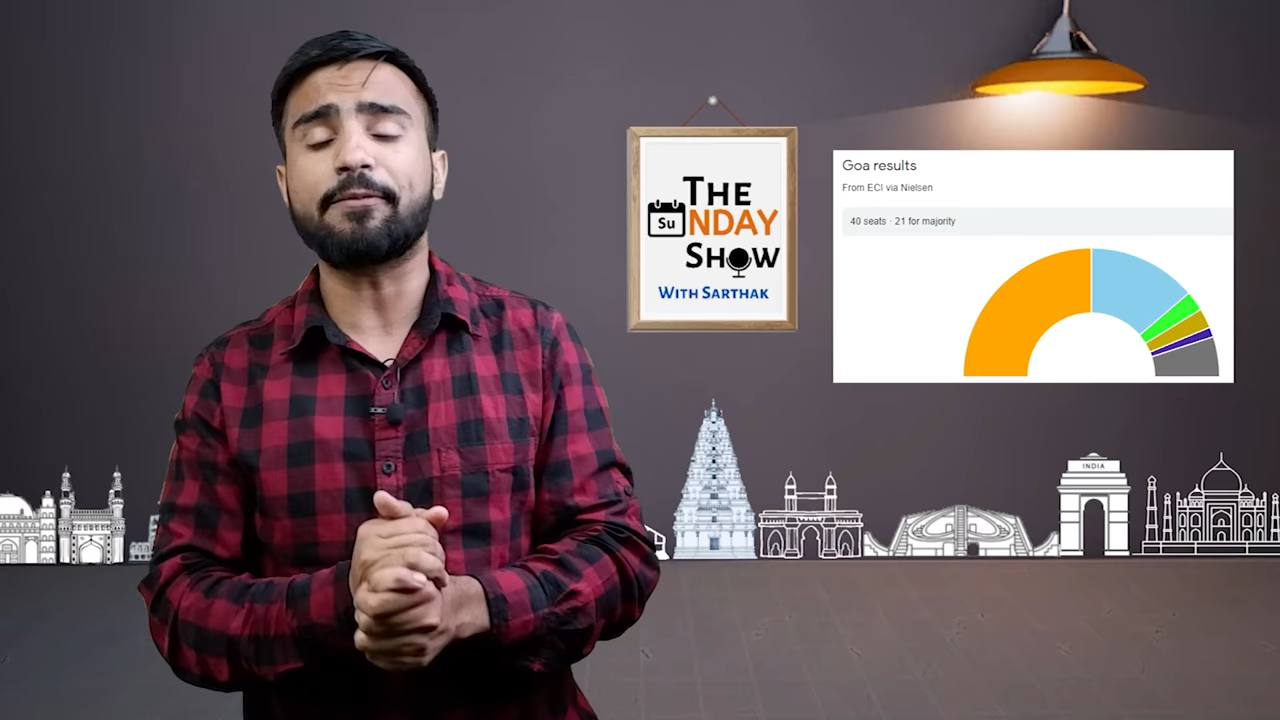 THE
Su NDAY
SHOW
WITH SARTHAK
Goa results
From ECI via Nielsen
40 seats · 21 for majority
INDIA